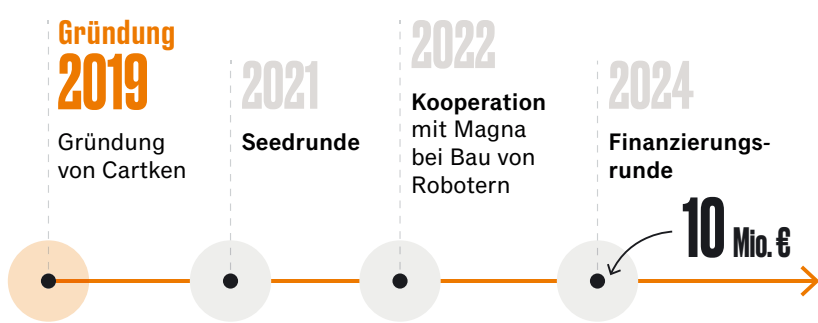 Gründung
2019
Gründung
von Cartken
2021
Seedrunde
2022
Kooperation
mit Magna
bei Bau von
Robotern
2024
Finanzierungs-
runde
10 Mio. €